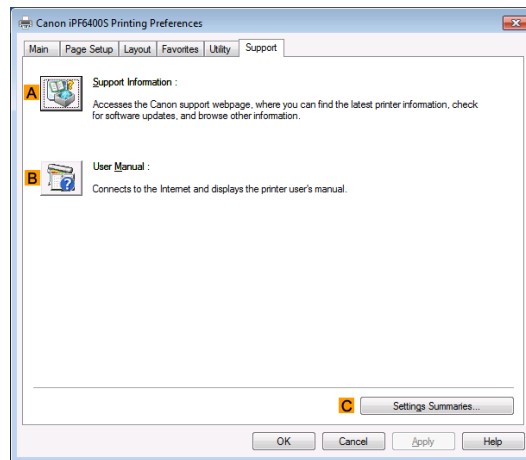 Canon iPF6400S Printing Preferences
Main Page Setup Layout Favorites Utility Support
A
Support Information :
Accesses the Canon support webpage, where you can find the latest printer information, check
for software updates, and browse other information.
B
User Manual :
Connects to the Internet and displays the printer user's manual.
C Settings Summaries...
OK Cancel Apply Help